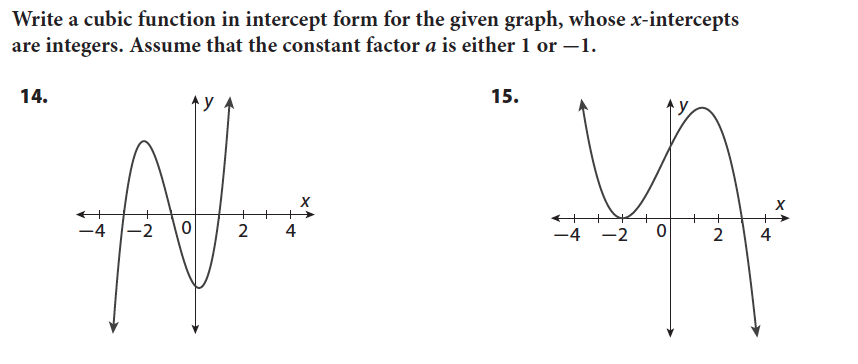 Write a cubic function in intercept form for the given graph, whose x-intercepts
are integers. Assume that the constant factor a is either 1 or −1.
14.
y
x
−4 −2 0 2 4
15.
y
x
−4 −2 0 2 4